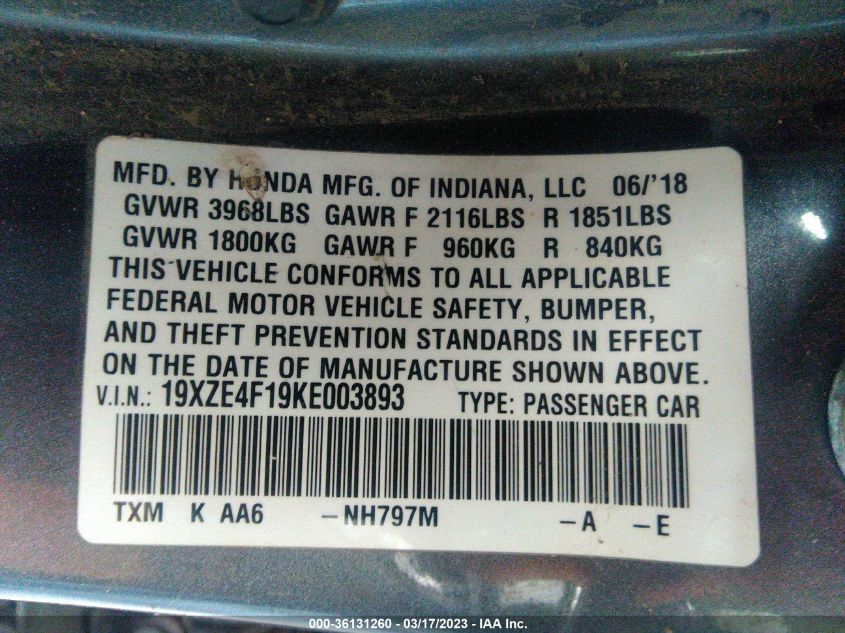 MFD. BY HONDA MFG. OF INDIANA, LLC 06/'18
GVWR 3968LBS GAWR F 2116LBS R 1851LBS
GVWR 1800KG GAWR F 960KG R 840KG
THIS VEHICLE CONFORMS TO ALL APPLICABLE
FEDERAL MOTOR VEHICLE SAFETY, BUMPER,
AND THEFT PREVENTION STANDARDS IN EFFECT
ON THE DATE OF MANUFACTURE SHOWN ABOVE.
V.I.N.: 19XZE4F19KE003893 TYPE: PASSENGER CAR
TXM K AA6 -NH797M -A -E
000-36131260 - 03/17/2023 - IAA Inc.